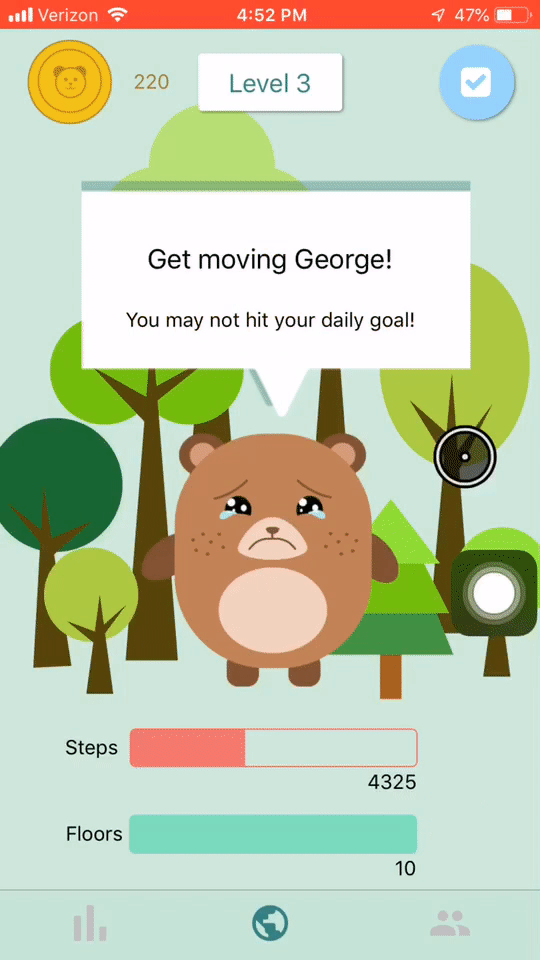 Verizon 4:52 PM 47%
220 Level 3
Get moving George!
You may not hit your daily goal!
Steps
4325
Floors
10